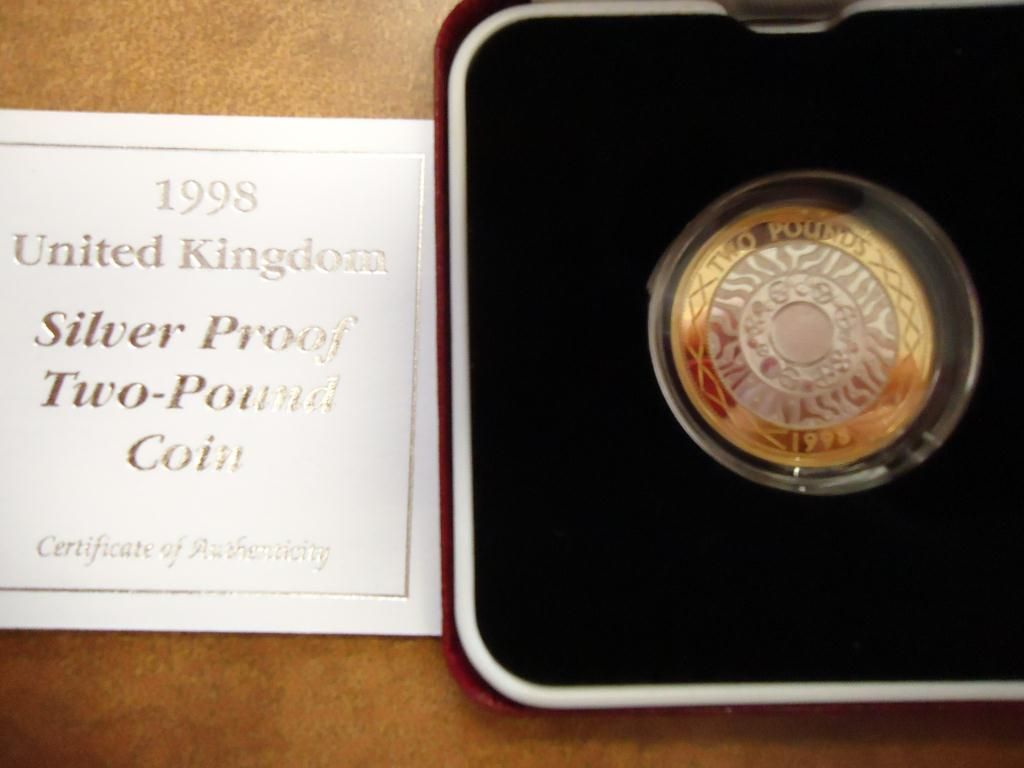 1998
United Kingdom
Silver Proof
Two-Pound
Coin
Certificate of Authenticity
TWO POUNDS
1998